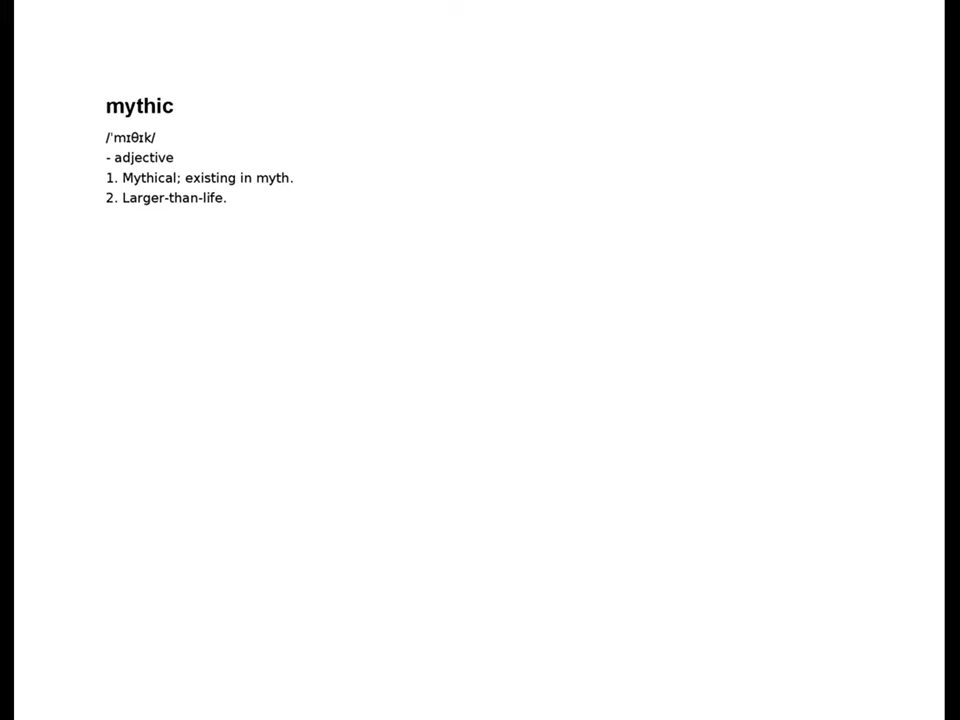 mythic
/ˈmɪθɪk/
- adjective
1. Mythical; existing in myth.
2. Larger-than-life.